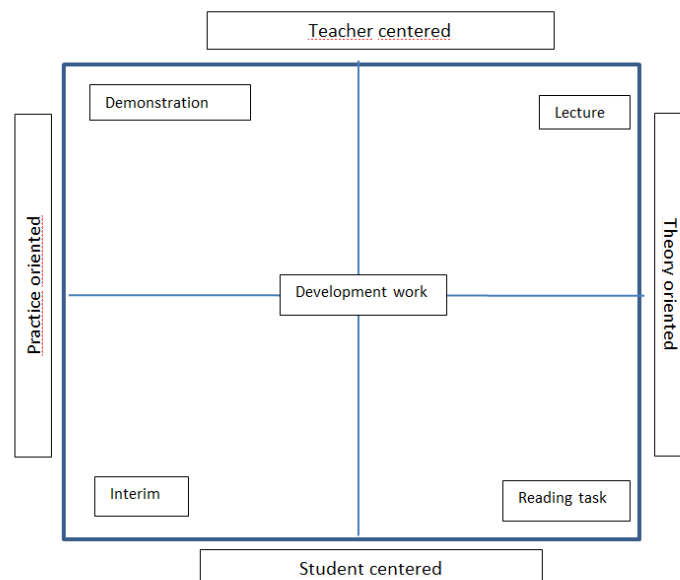 Teacher centered
Demonstration
Lecture
Practice oriented
Theory oriented
Development work
Interim
Reading task
Student centered